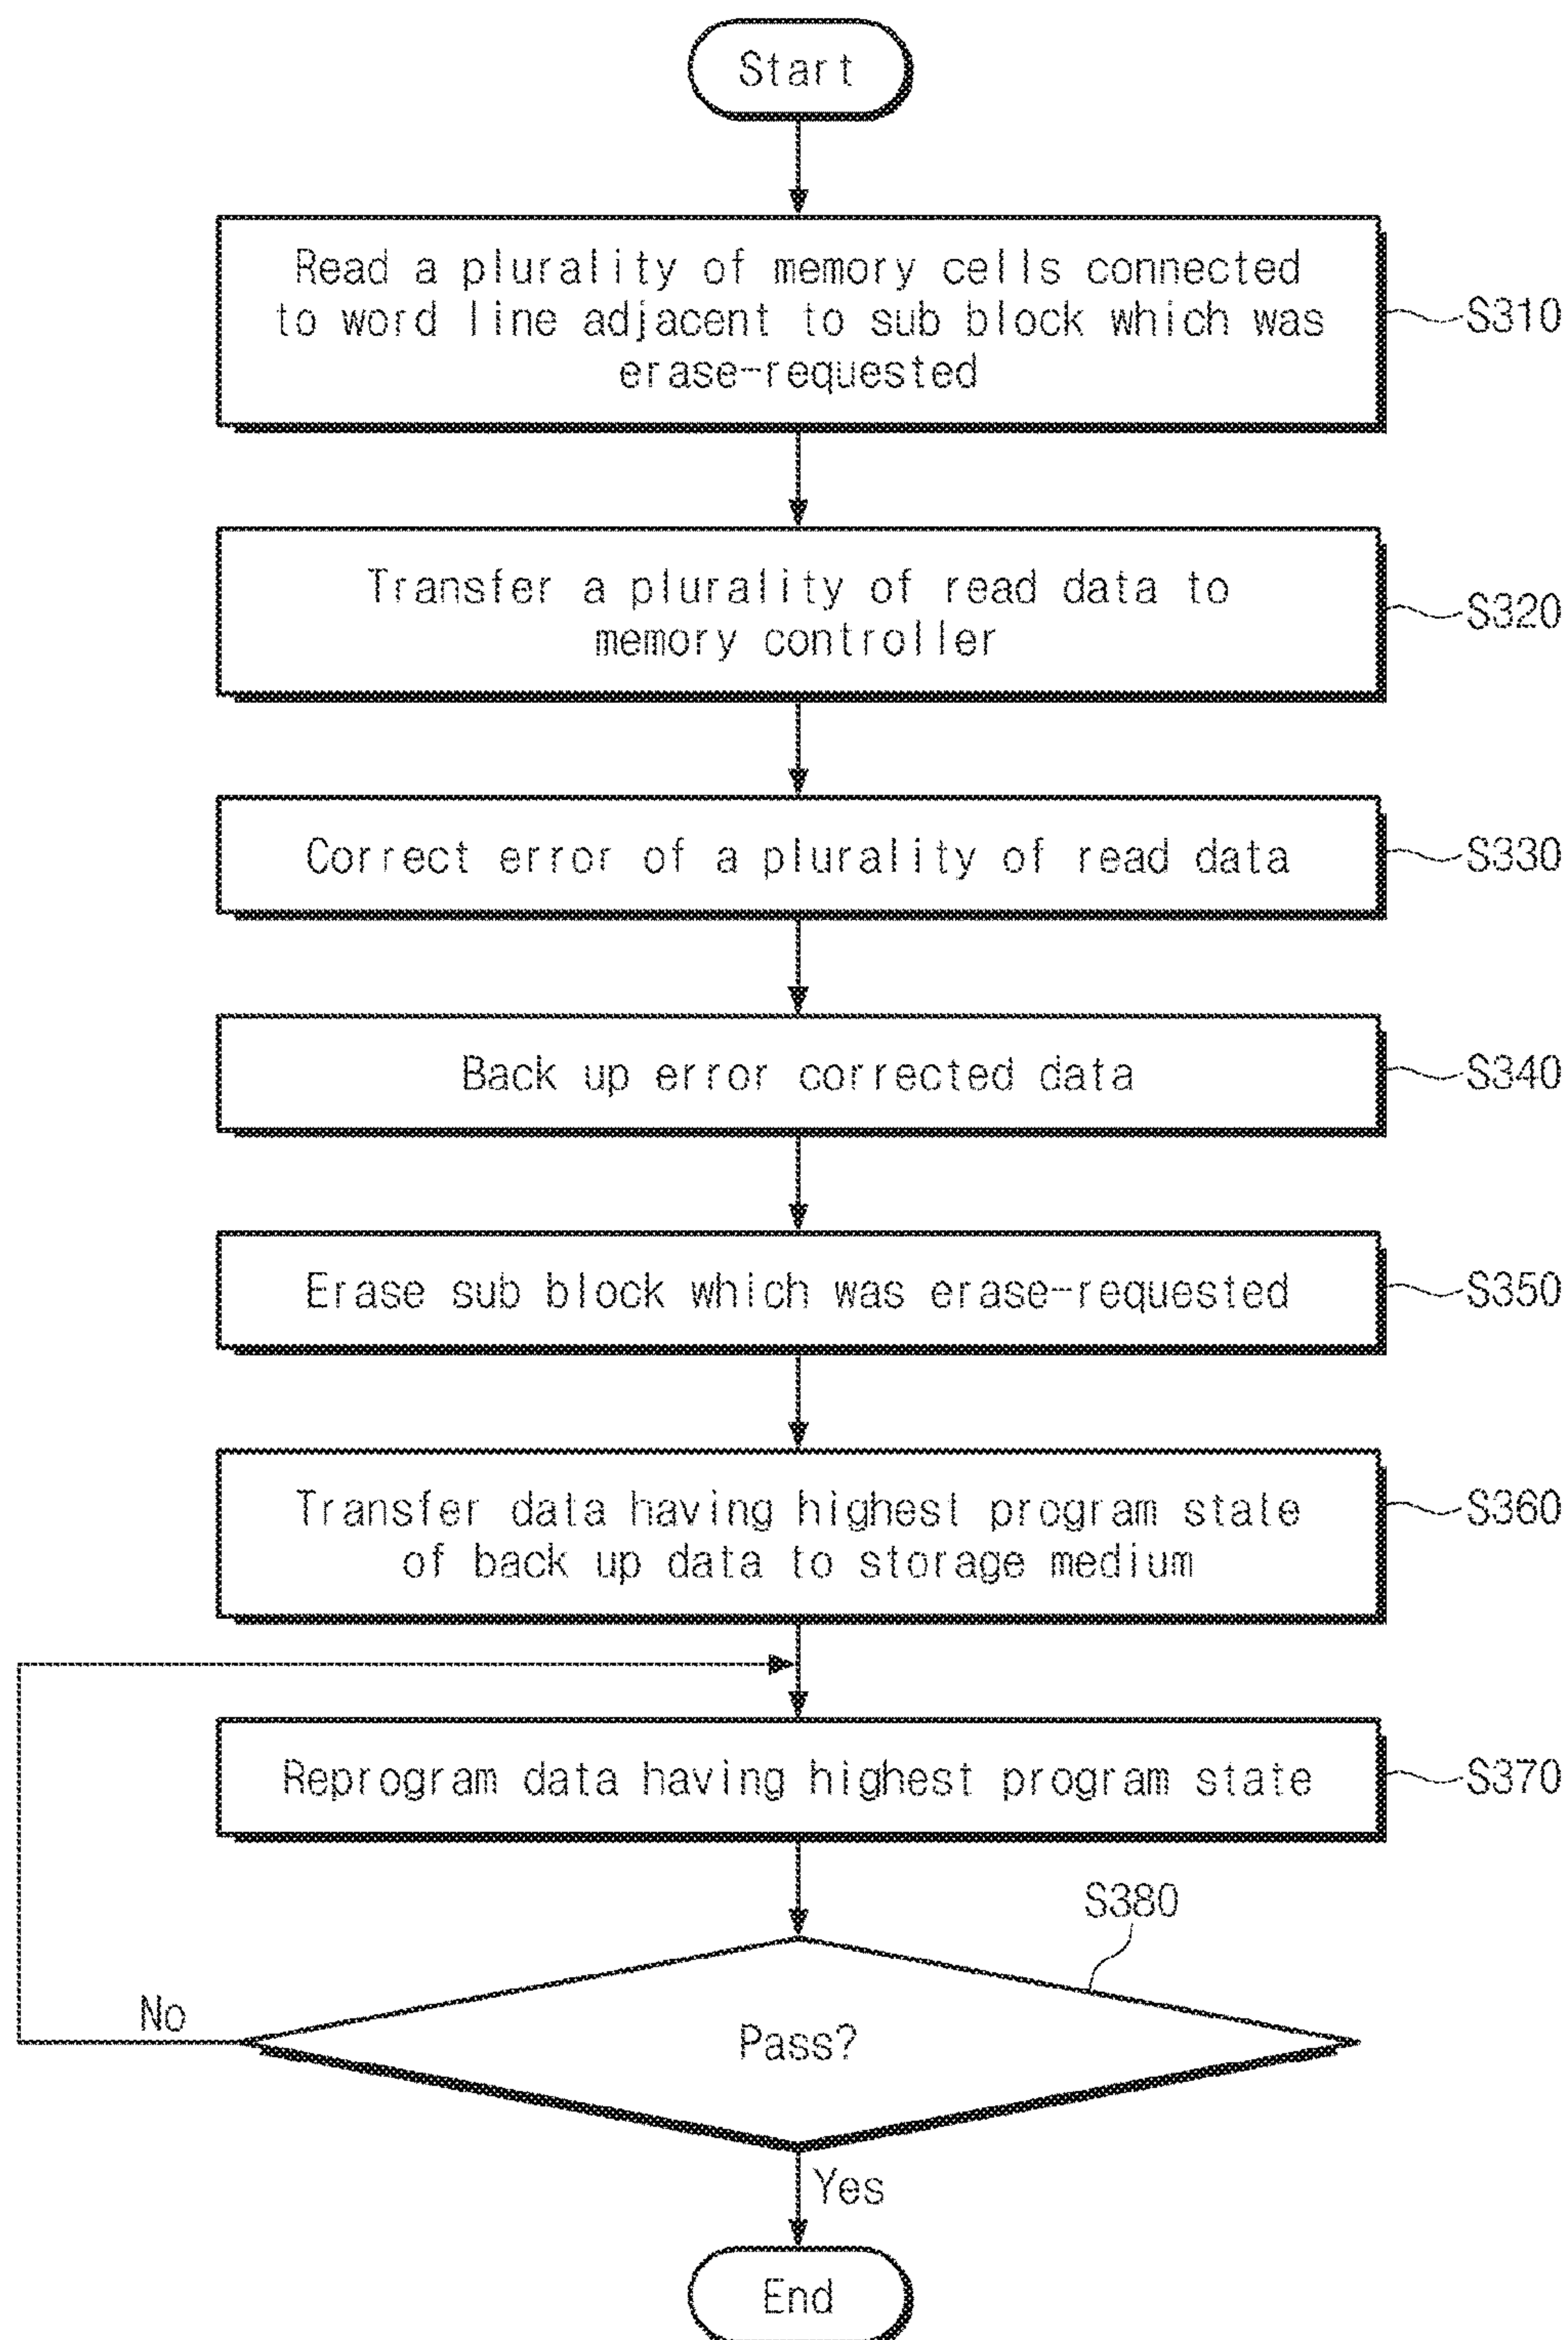 Start
Read a plurality of memory cells connected
to word line adjacent to sub block which was
erase-requested
S310
Transfer a plurality of read data to
memory controller
S320
Correct error of a plurality of read data
S330
Back up error corrected data
S340
Erase sub block which was erase-requested
S350
Transfer data having highest program state
of back up data to storage medium
S360
Reprogram data having highest program state
S370
S380
No
Pass?
Yes
End